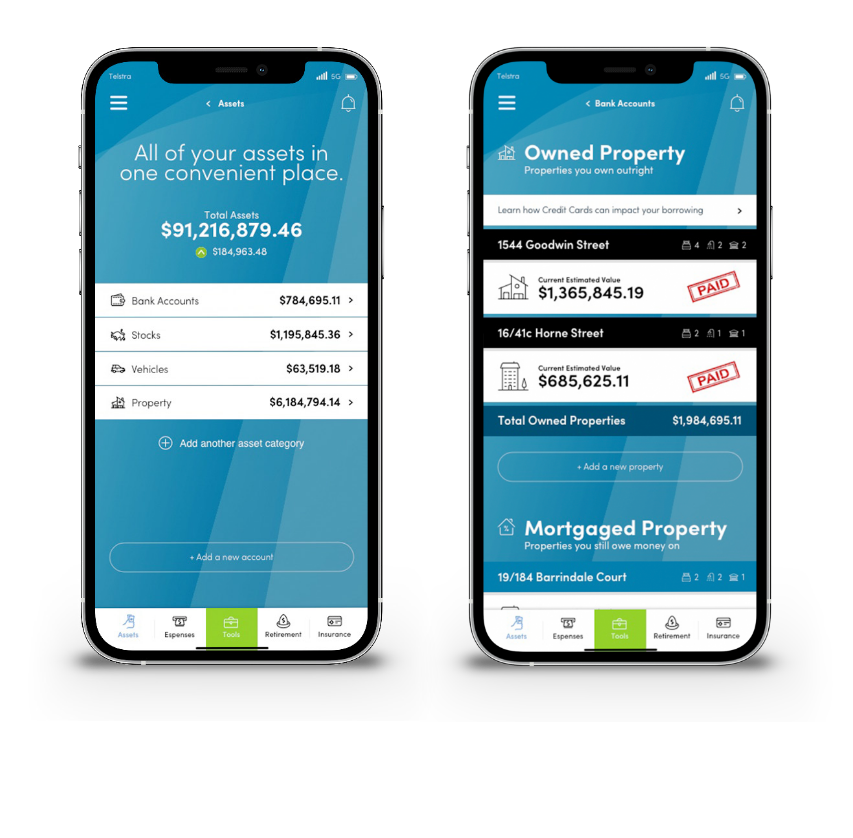 Telstra
5G
< Assets
All of your assets in
one convenient place.
Total Assets
$91,216,879.46
$184,963.48
Bank Accounts $784,695.11 >
Stocks $1,195,845.36 >
Vehicles $63,519.18 >
Property $6,184,794.14 >
Add another asset category
+ Add a new account
Assets Espenses Tools Retirement Insurance
Telstra
5G
< Bank Accounts
Owned Property
Properties you own outright
Learn how Credit Cards can impact your borrowing >
1544 Goodwin Street 4 2 2
Current Estimated Value
$1,365,845.19
PAID
16/41c Horne Street 2 1 1
Current Estimated Value
$685,625.11
PAID
Total Owned Properties $1,984,695.11
+ Add a new property
Mortgaged Property
Properties you still owe money on
19/184 Barrindale Court 2 2 1
Assets Expenses Tools Retirement Insurance